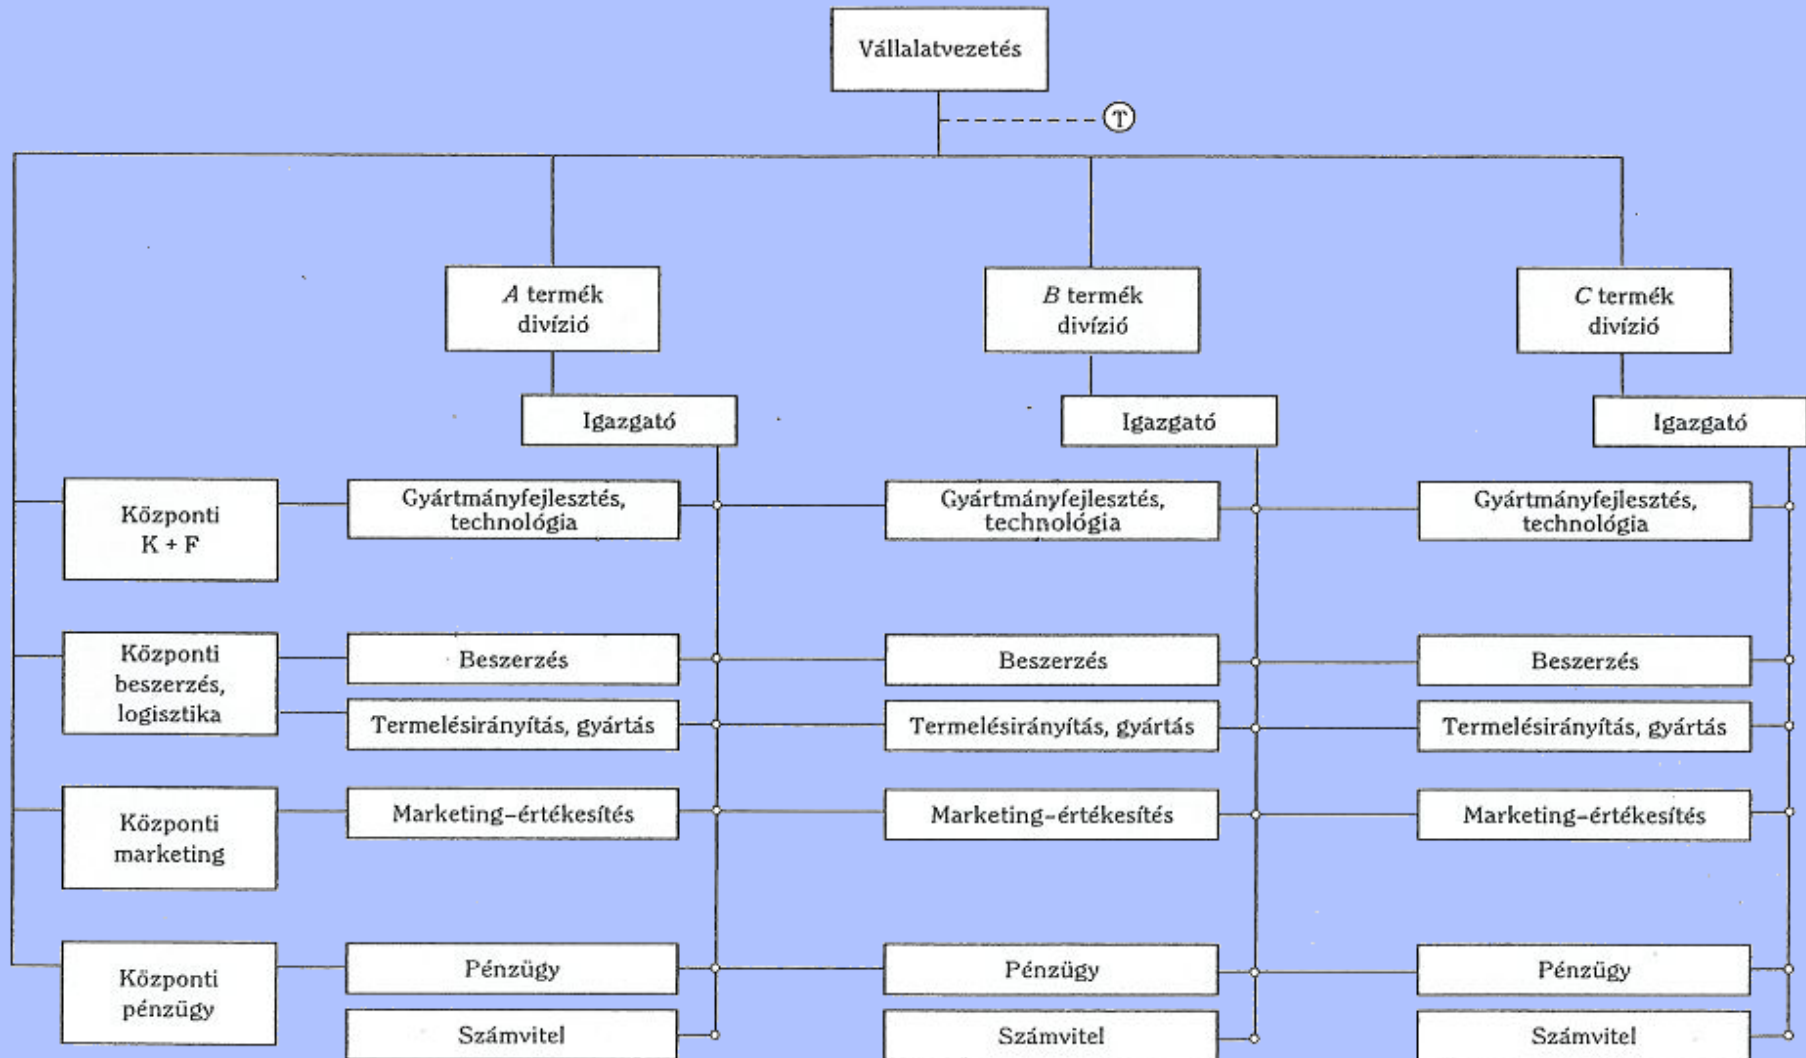 Vállalatvezetés
T
A termék
divízió
B termék
divízió
C termék
divízió
Igazgató
Igazgató
Igazgató
Központi
K + F
Gyártmányfejlesztés,
technológia
Gyártmányfejlesztés,
technológia
Gyártmányfejlesztés,
technológia
Központi
beszerzés,
logisztika
Beszerzés
Beszerzés
Beszerzés
Termelésirányítás, gyártás
Termelésirányítás, gyártás
Termelésirányítás, gyártás
Központi
marketing
Marketing–értékesítés
Marketing–értékesítés
Marketing–értékesítés
Központi
pénzügy
Pénzügy
Pénzügy
Pénzügy
Számvitel
Számvitel
Számvitel